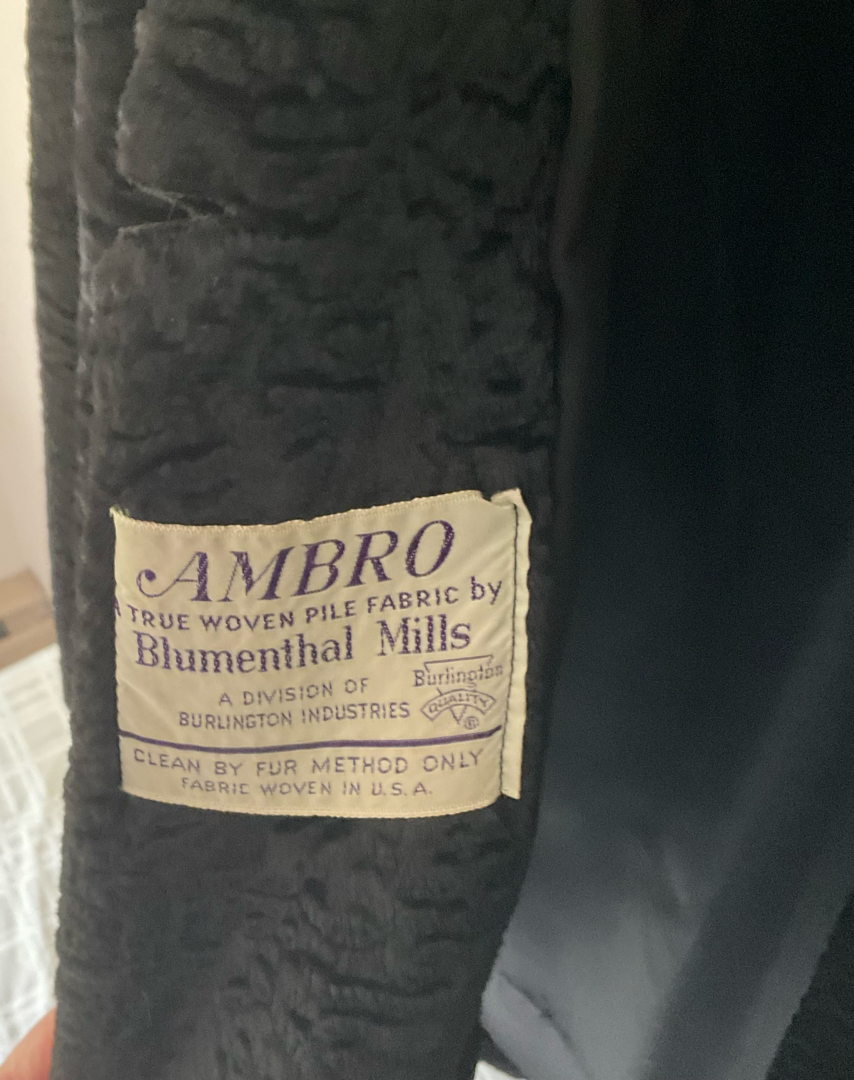 AMBRO
A TRUE WOVEN PILE FABRIC by
Blumenthal Mills
A DIVISION OF
BURLINGTON INDUSTRIES
Burlington
QUALITY
®
CLEAN BY FUR METHOD ONLY
FABRIC WOVEN IN U.S.A.